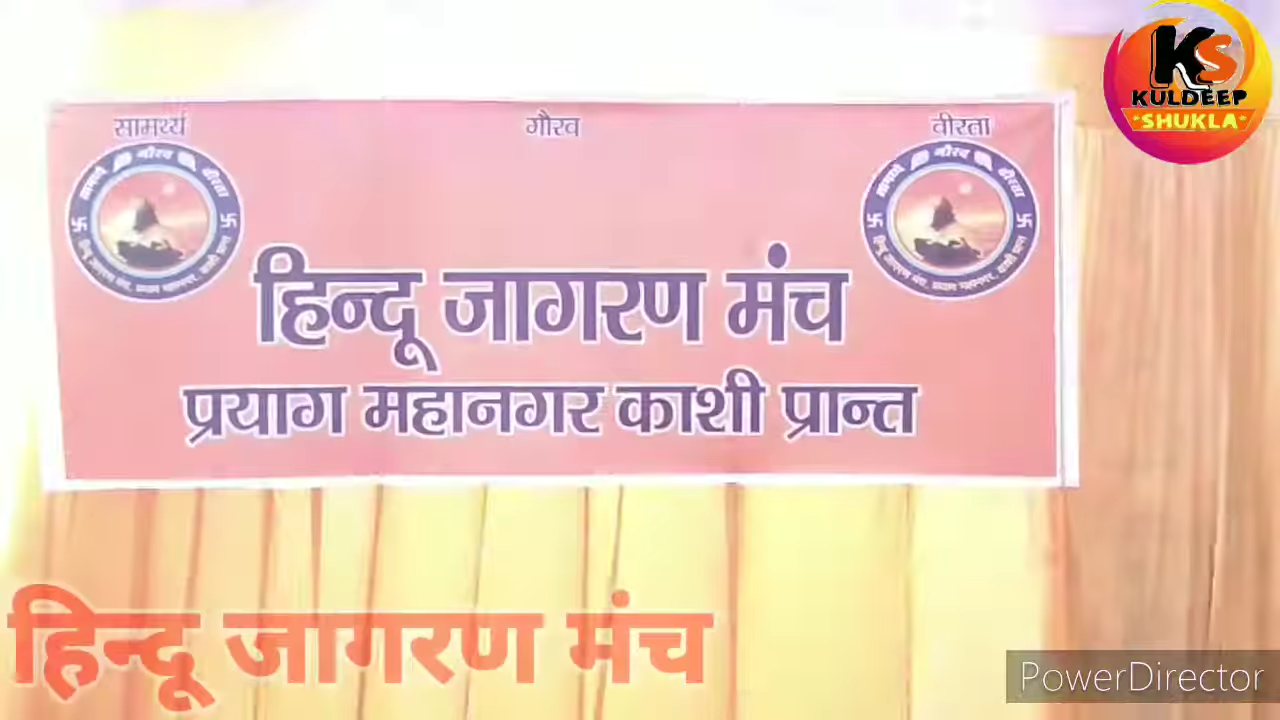 KS
KULDEEP
SHUKLA
सामर्थ्य गौरव वीरता
हिन्दू जागरण मंच
प्रयाग महानगर काशी प्रान्त
हिन्दू जागरण मंच
PowerDirector